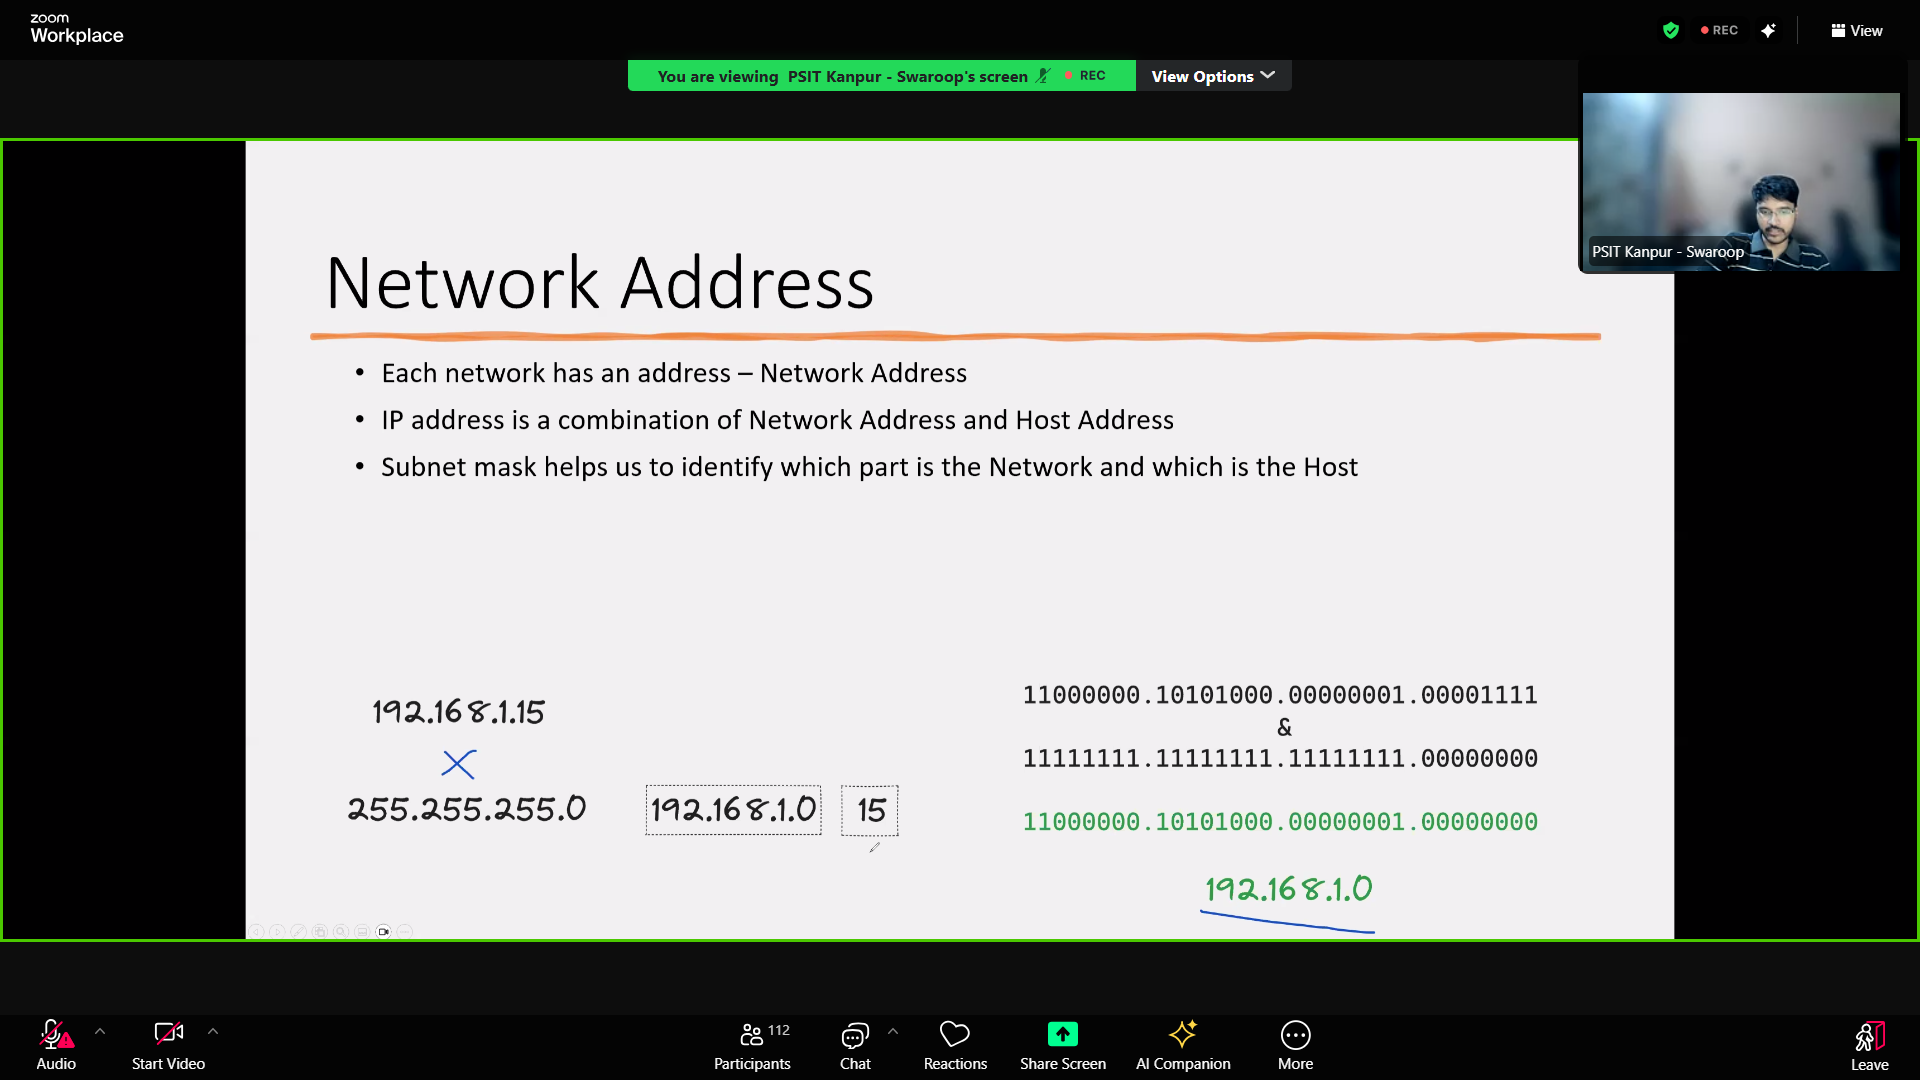 zoom
Workplace
REC
View
You are viewing PSIT Kanpur - Swaroop's screen REC View Options
PSIT Kanpur - Swaroop
Network Address
• Each network has an address – Network Address
• IP address is a combination of Network Address and Host Address
• Subnet mask helps us to identify which part is the Network and which is the Host
192.168.1.15
X
255.255.255.0
192.168.1.0 15
11000000.10101000.00000001.00001111
&
11111111.11111111.11111111.00000000
11000000.10101000.00000001.00000000
192.168.1.0
Audio
Start Video
112
Participants
Chat
Reactions
Share Screen
AI Companion
More
Leave